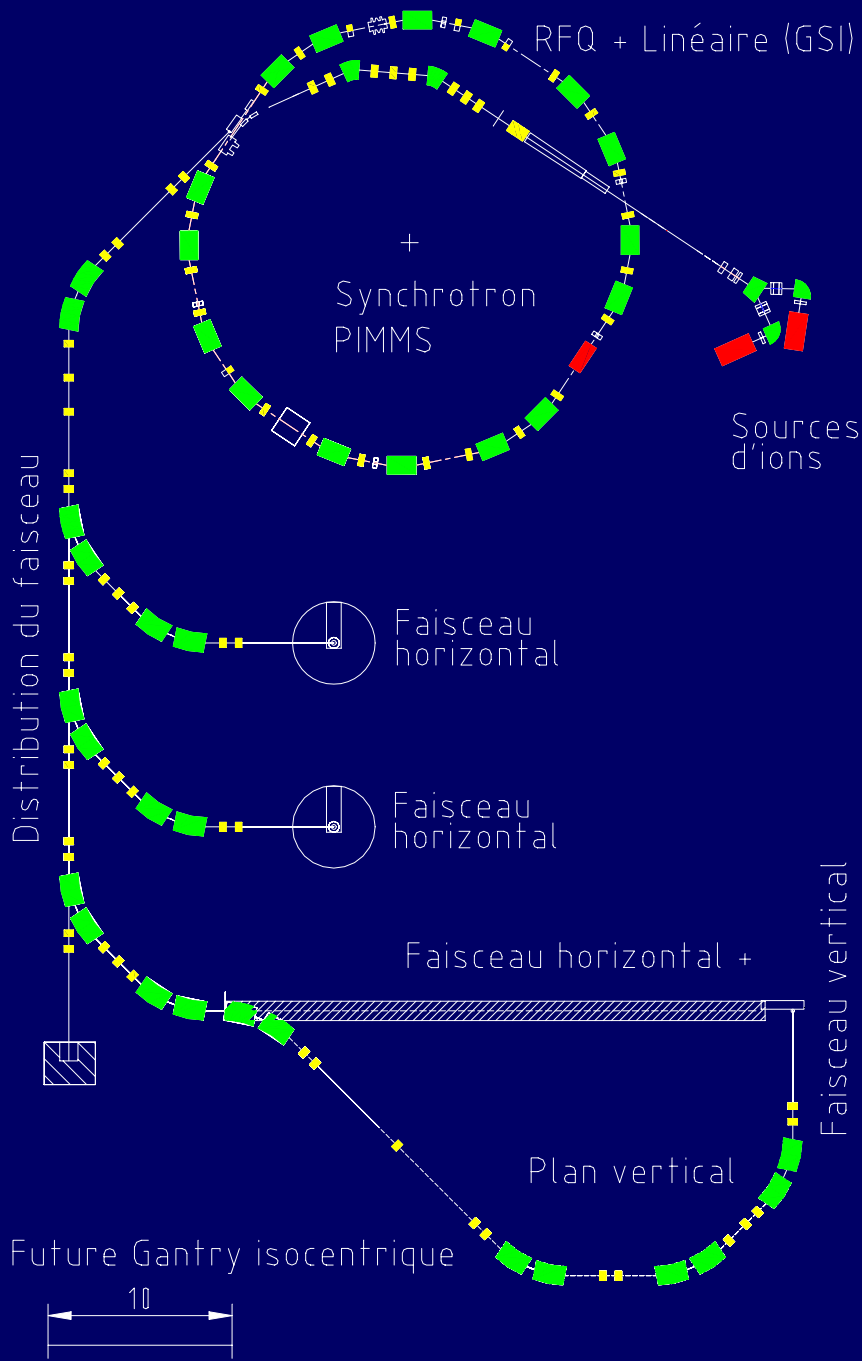 RFQ + Linéaire (GSI)
Synchrotron
PIMMS
Sources
d'ions
Distribution du faisceau
Faisceau
horizontal
Faisceau
horizontal
Faisceau horizontal +
Faisceau vertical
Plan vertical
Future Gantry isocentrique
10